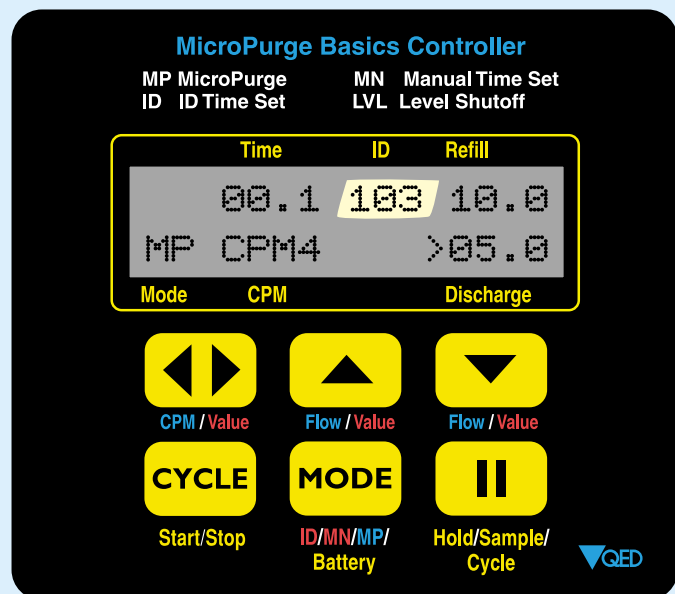 MicroPurge Basics Controller
MP MicroPurge MN Manual Time Set
ID ID Time Set LVL Level Shutoff
Time ID Refill
00.1 103 10.0
MP CPM4 >05.0
Mode CPM Discharge
CPM / Value Flow / Value Flow / Value
CYCLE MODE
Start/Stop ID/MN/MP/ Hold/Sample/
Battery Cycle
QED